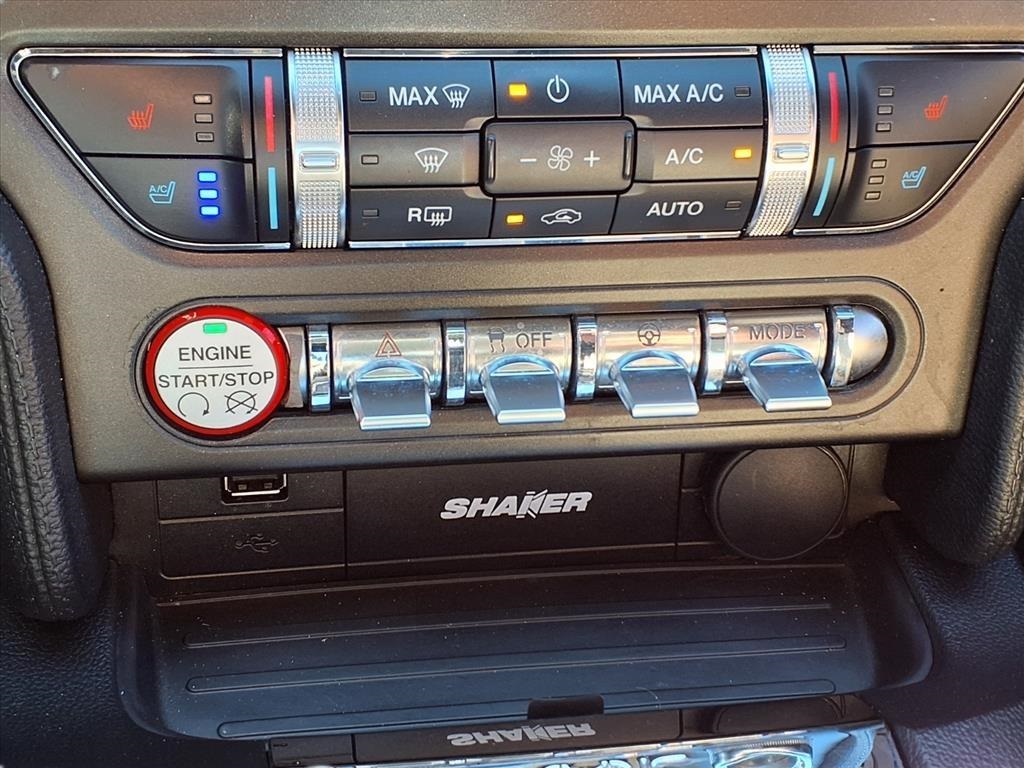 MAX
MAX A/C
A/C
A/C
A/C
R
AUTO
ENGINE
START/STOP
OFF
MODE
SHAKER
SHAKER